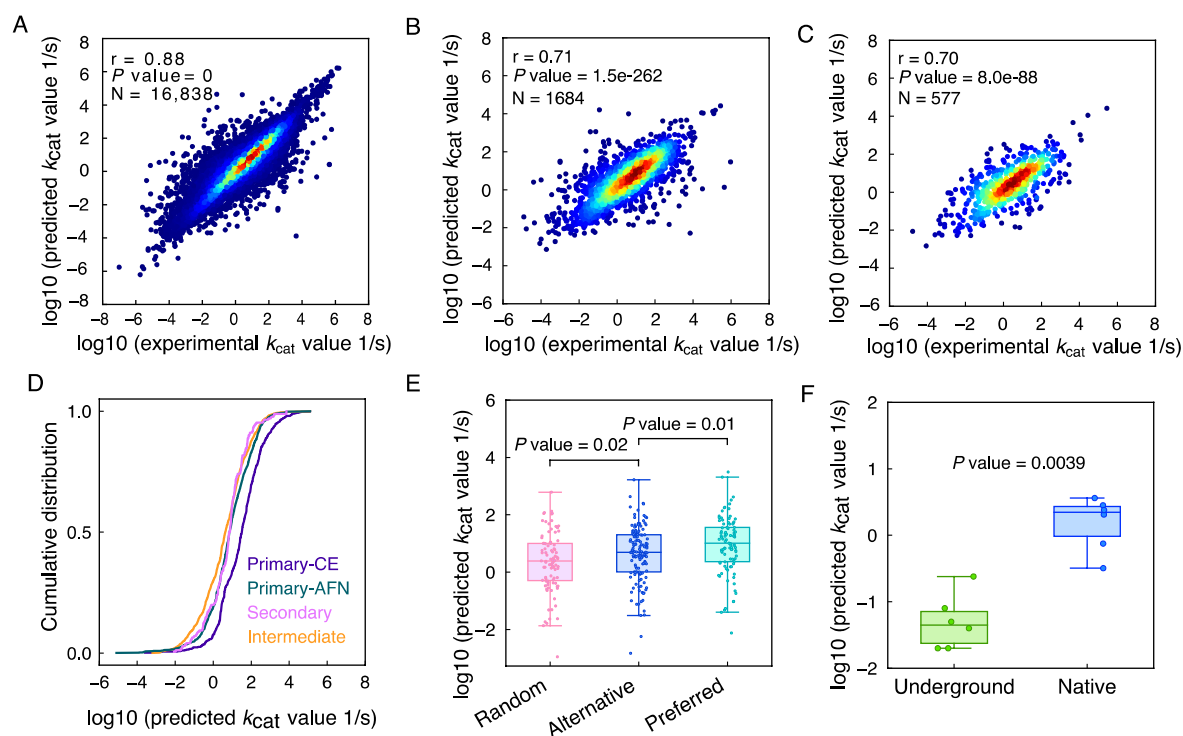 A
r = 0.88
P value = 0
N = 16,838
8
6
4
2
0
−2
−4
−6
−8
−8 −6 −4 −2 0 2 4 6 8
log10 (predicted kcat value 1/s)
log10 (experimental kcat value 1/s)
B
r = 0.71
P value = 1.5e-262
N = 1684
8
6
4
2
0
−2
−4
−6
−6 −4 −2 0 2 4 6 8
log10 (predicted kcat value 1/s)
log10 (experimental kcat value 1/s)
C
r = 0.70
P value = 8.0e-88
N = 577
8
6
4
2
0
−2
−4
−6
−6 −4 −2 0 2 4 6 8
log10 (predicted kcat value 1/s)
log10 (experimental kcat value 1/s)
D
1.0
0.5
0.0
Cumulative distribution
Primary-CE
Primary-AFN
Secondary
Intermediate
−6 −4 −2 0 2 4 6 8
log10 (predicted kcat value 1/s)
E
P value = 0.01
P value = 0.02
6
4
2
0
−2
log10 (predicted kcat value 1/s)
Random
Alternative
Preferred
F
P value = 0.0039
2
1
0
−1
−2
log10 (predicted kcat value 1/s)
Underground
Native